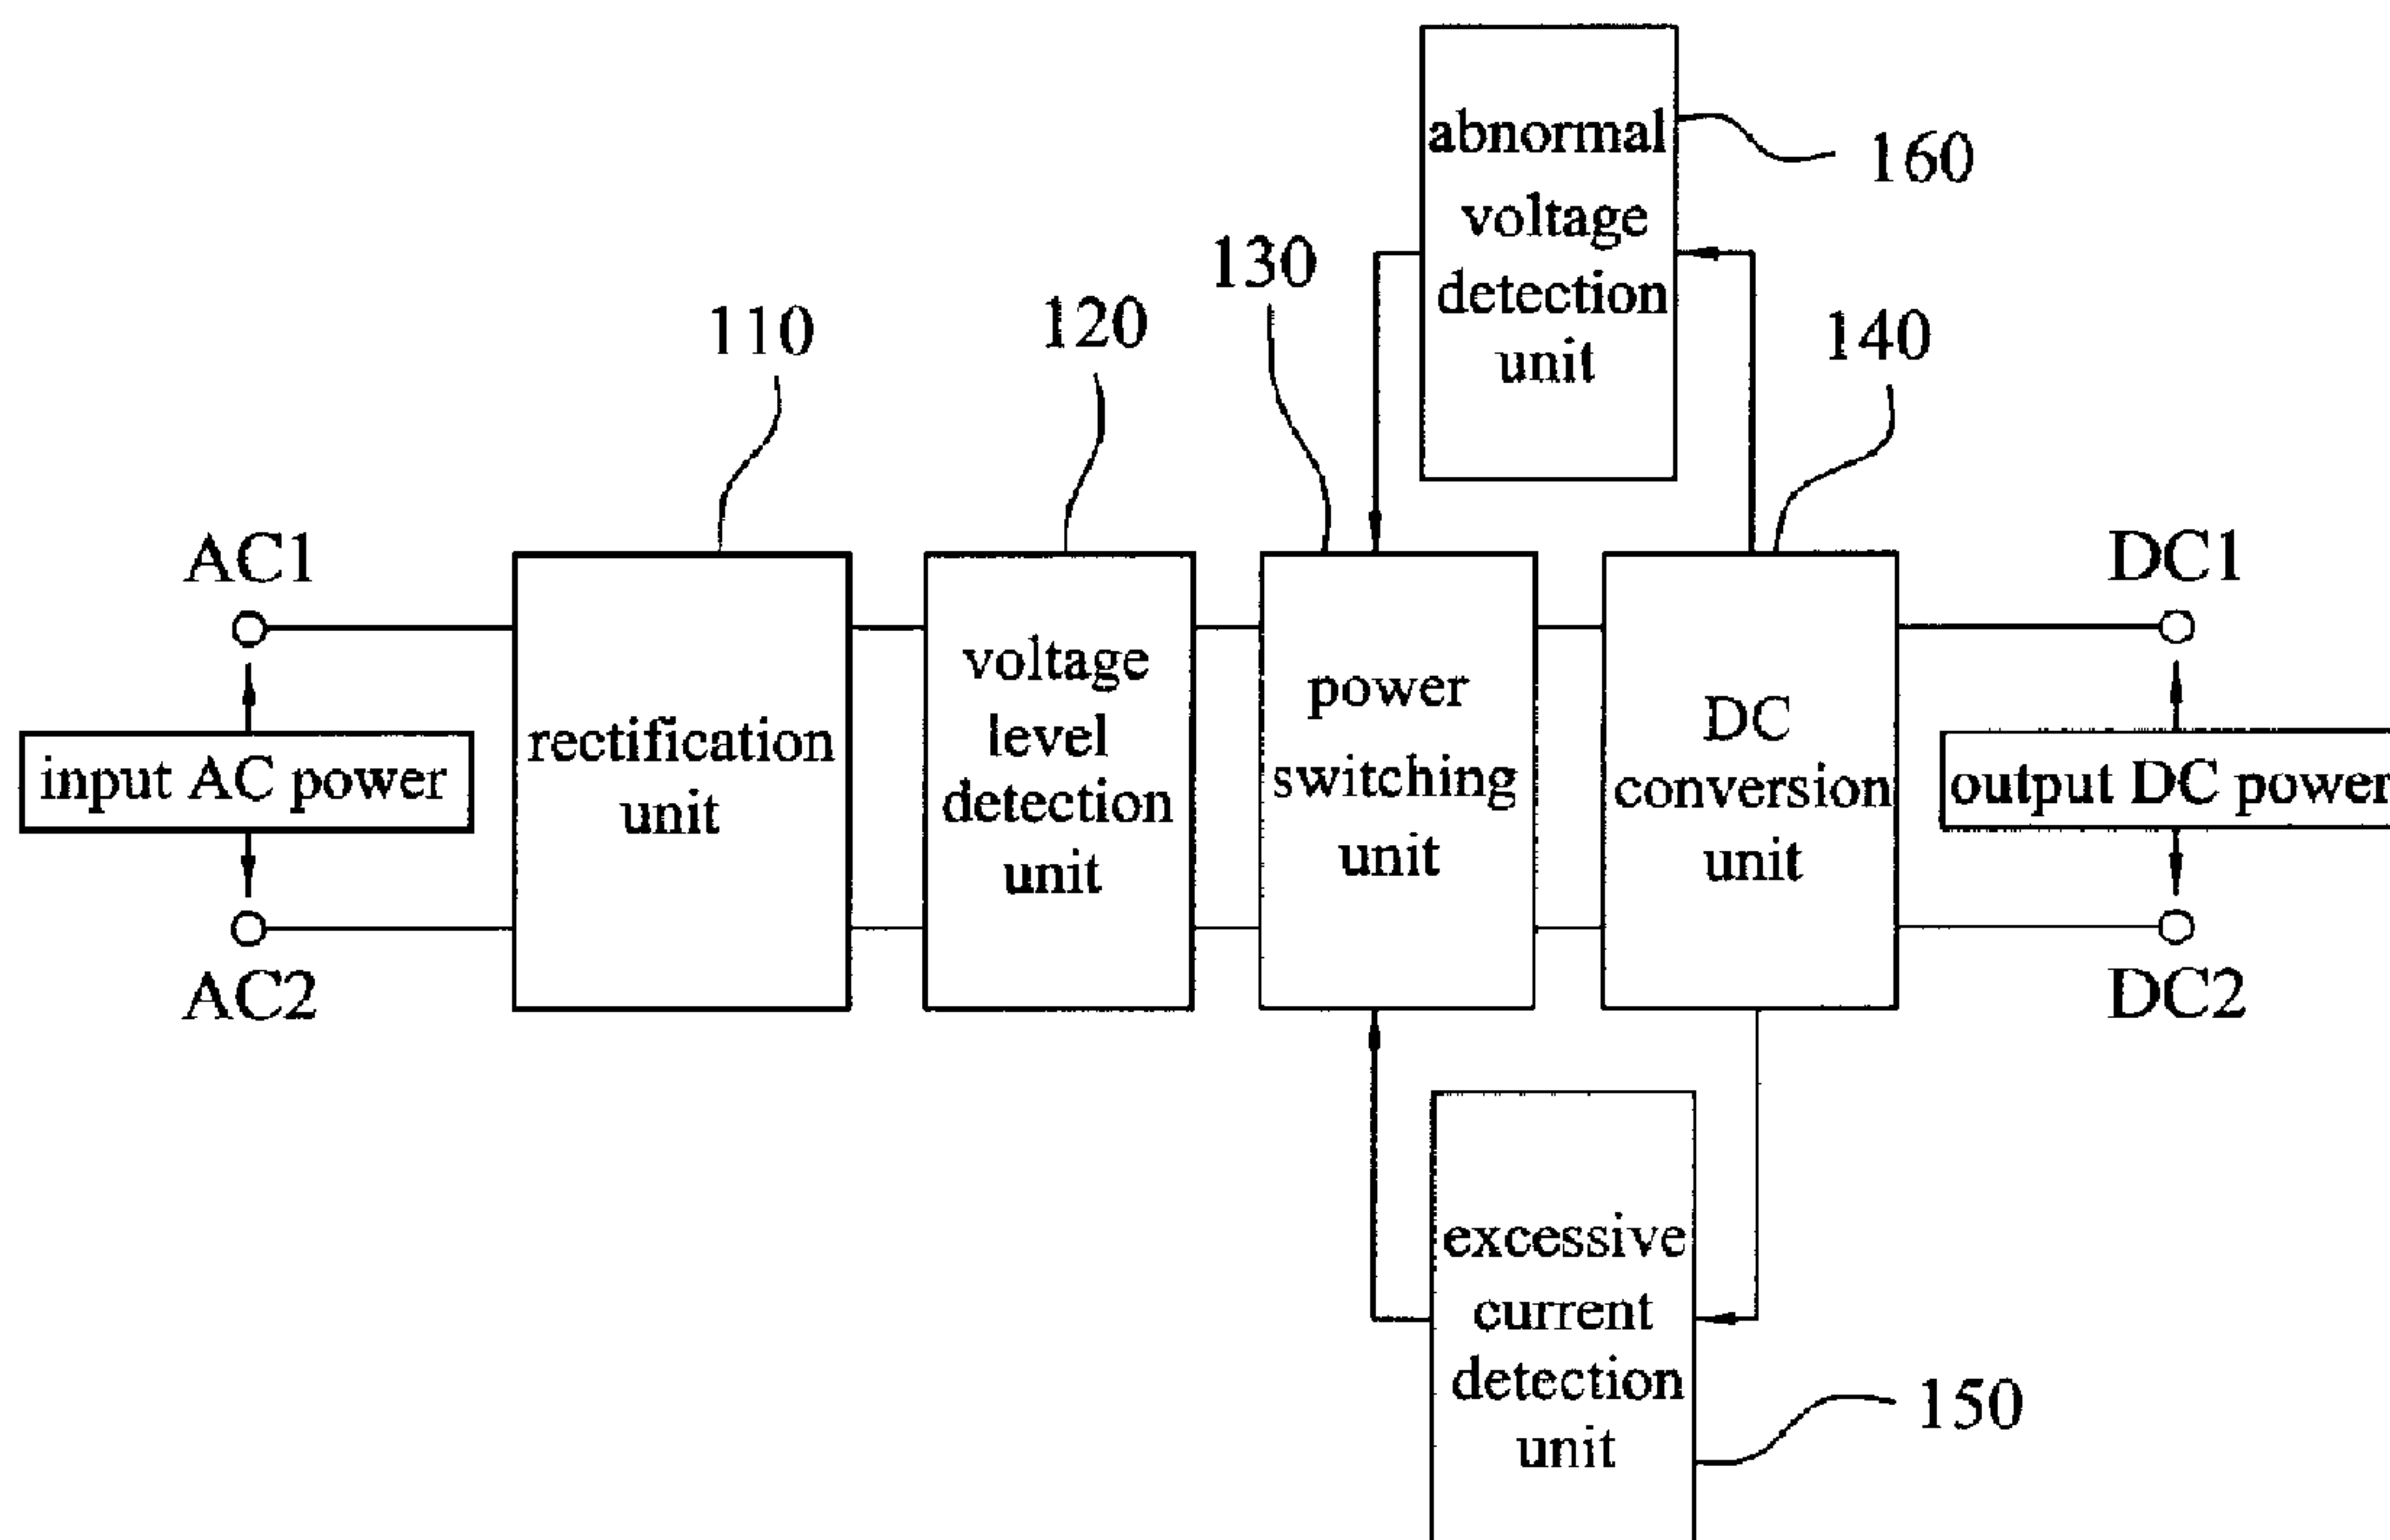 abnormal
voltage
detection
unit
160
130
110
120
140
AC1
DC1
input AC power
rectification
unit
voltage
level
detection
unit
power
switching
unit
DC
conversion
unit
output DC power
AC2
DC2
excessive
current
detection
unit
150